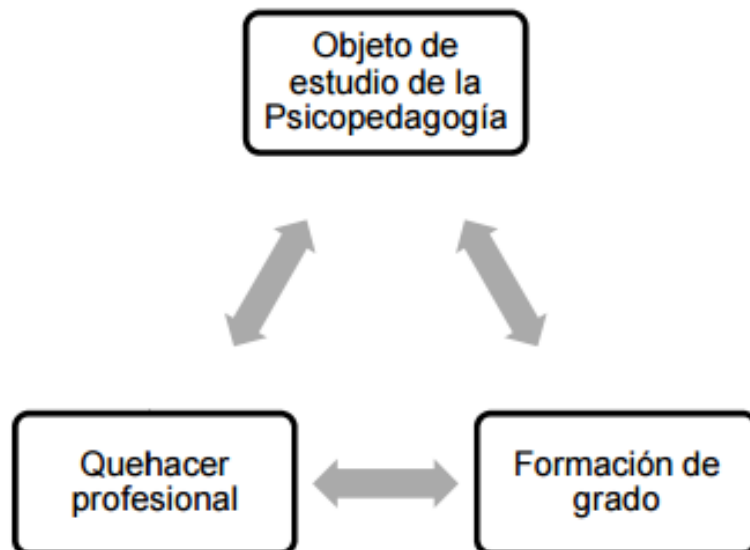 Objeto de
estudio de la
Psicopedagogía
Quehacer
profesional
Formación de
grado